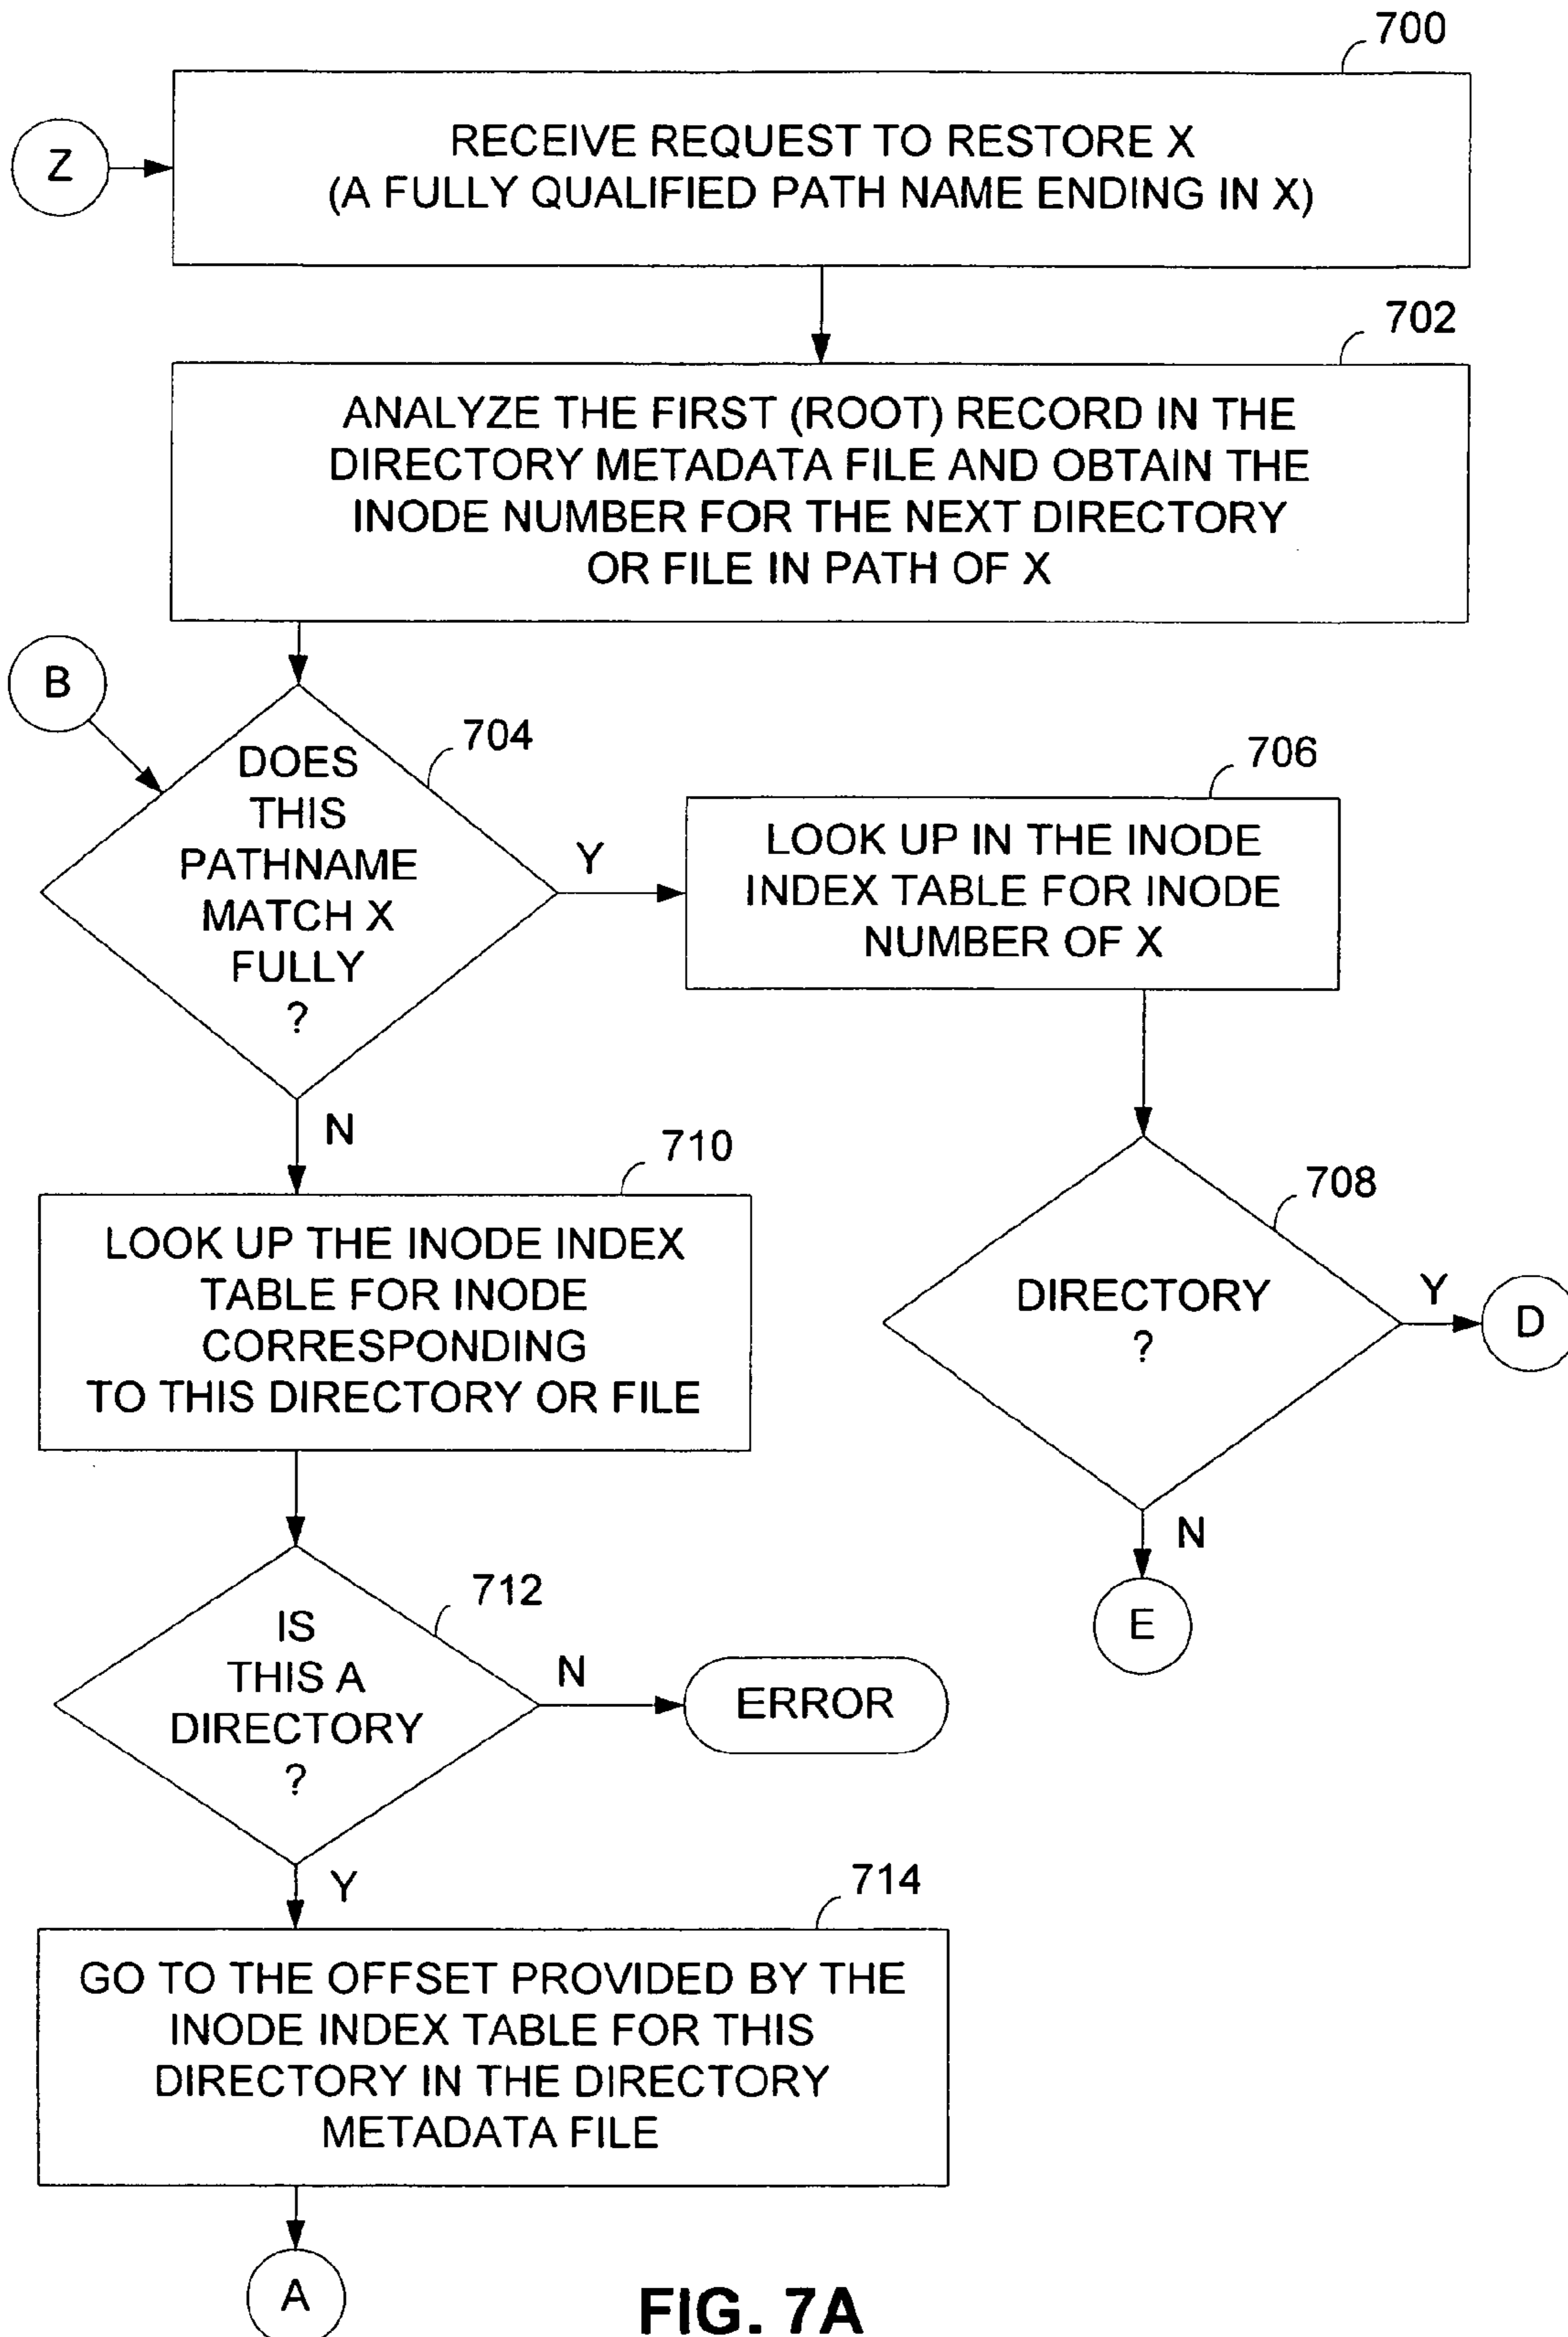 700
Z
RECEIVE REQUEST TO RESTORE X
(A FULLY QUALIFIED PATH NAME ENDING IN X)
702
ANALYZE THE FIRST (ROOT) RECORD IN THE
DIRECTORY METADATA FILE AND OBTAIN THE
INODE NUMBER FOR THE NEXT DIRECTORY
OR FILE IN PATH OF X
B
704
DOES
THIS
PATHNAME
MATCH X
FULLY
?
Y
706
LOOK UP IN THE INODE
INDEX TABLE FOR INODE
NUMBER OF X
N
708
DIRECTORY
?
Y
D
N
E
710
LOOK UP THE INODE INDEX
TABLE FOR INODE
CORRESPONDING
TO THIS DIRECTORY OR FILE
712
IS
THIS A
DIRECTORY
?
N
ERROR
Y
714
GO TO THE OFFSET PROVIDED BY THE
INODE INDEX TABLE FOR THIS
DIRECTORY IN THE DIRECTORY
METADATA FILE
A
FIG. 7A